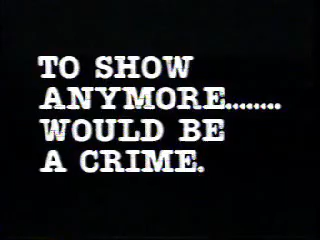 TO SHOW
ANYMORE........
WOULD BE
A CRIME.